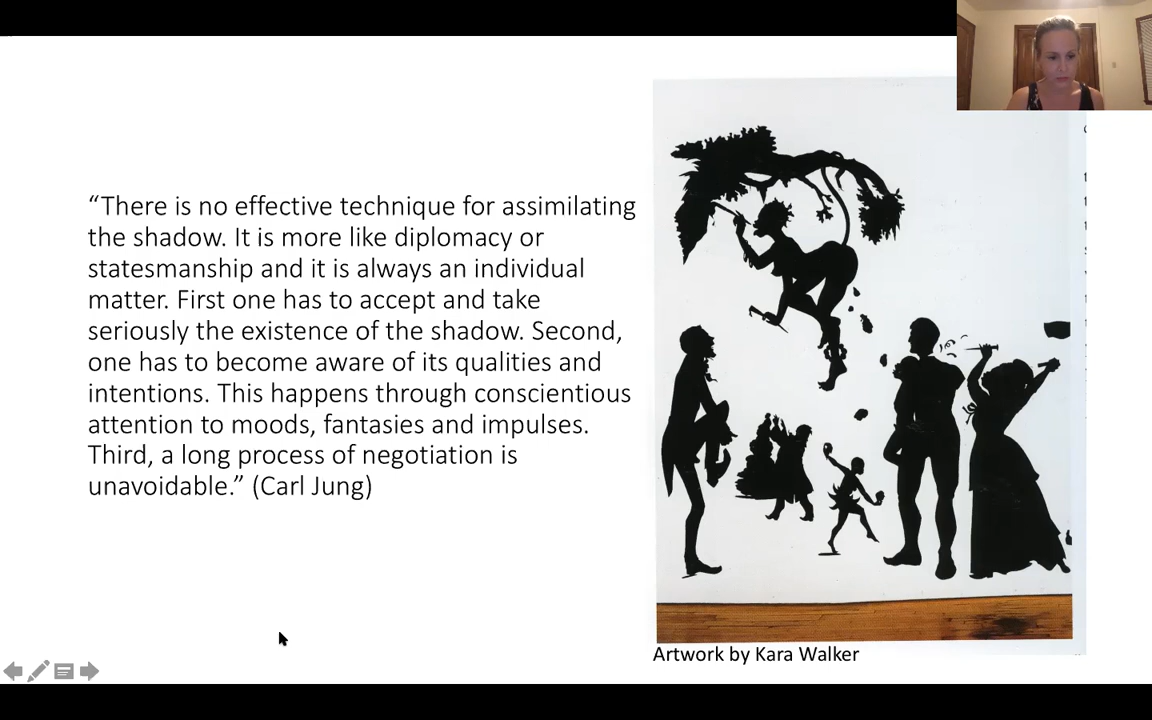 “There is no effective technique for assimilating
the shadow. It is more like diplomacy or
statesmanship and it is always an individual
matter. First one has to accept and take
seriously the existence of the shadow. Second,
one has to become aware of its qualities and
intentions. This happens through conscientious
attention to moods, fantasies and impulses.
Third, a long process of negotiation is
unavoidable.” (Carl Jung)
Artwork by Kara Walker